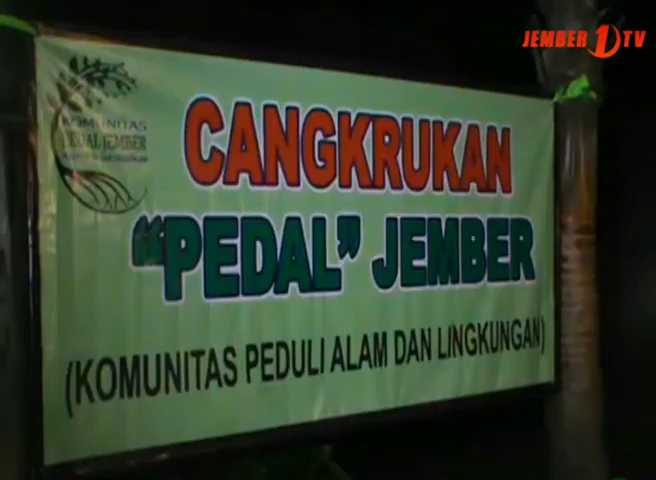 JEMBER 1 TV
KOMUNITAS
PEDAL JEMBER
CANGKRUKAN
"PEDAL" JEMBER
(KOMUNITAS PEDULI ALAM DAN LINGKUNGAN)